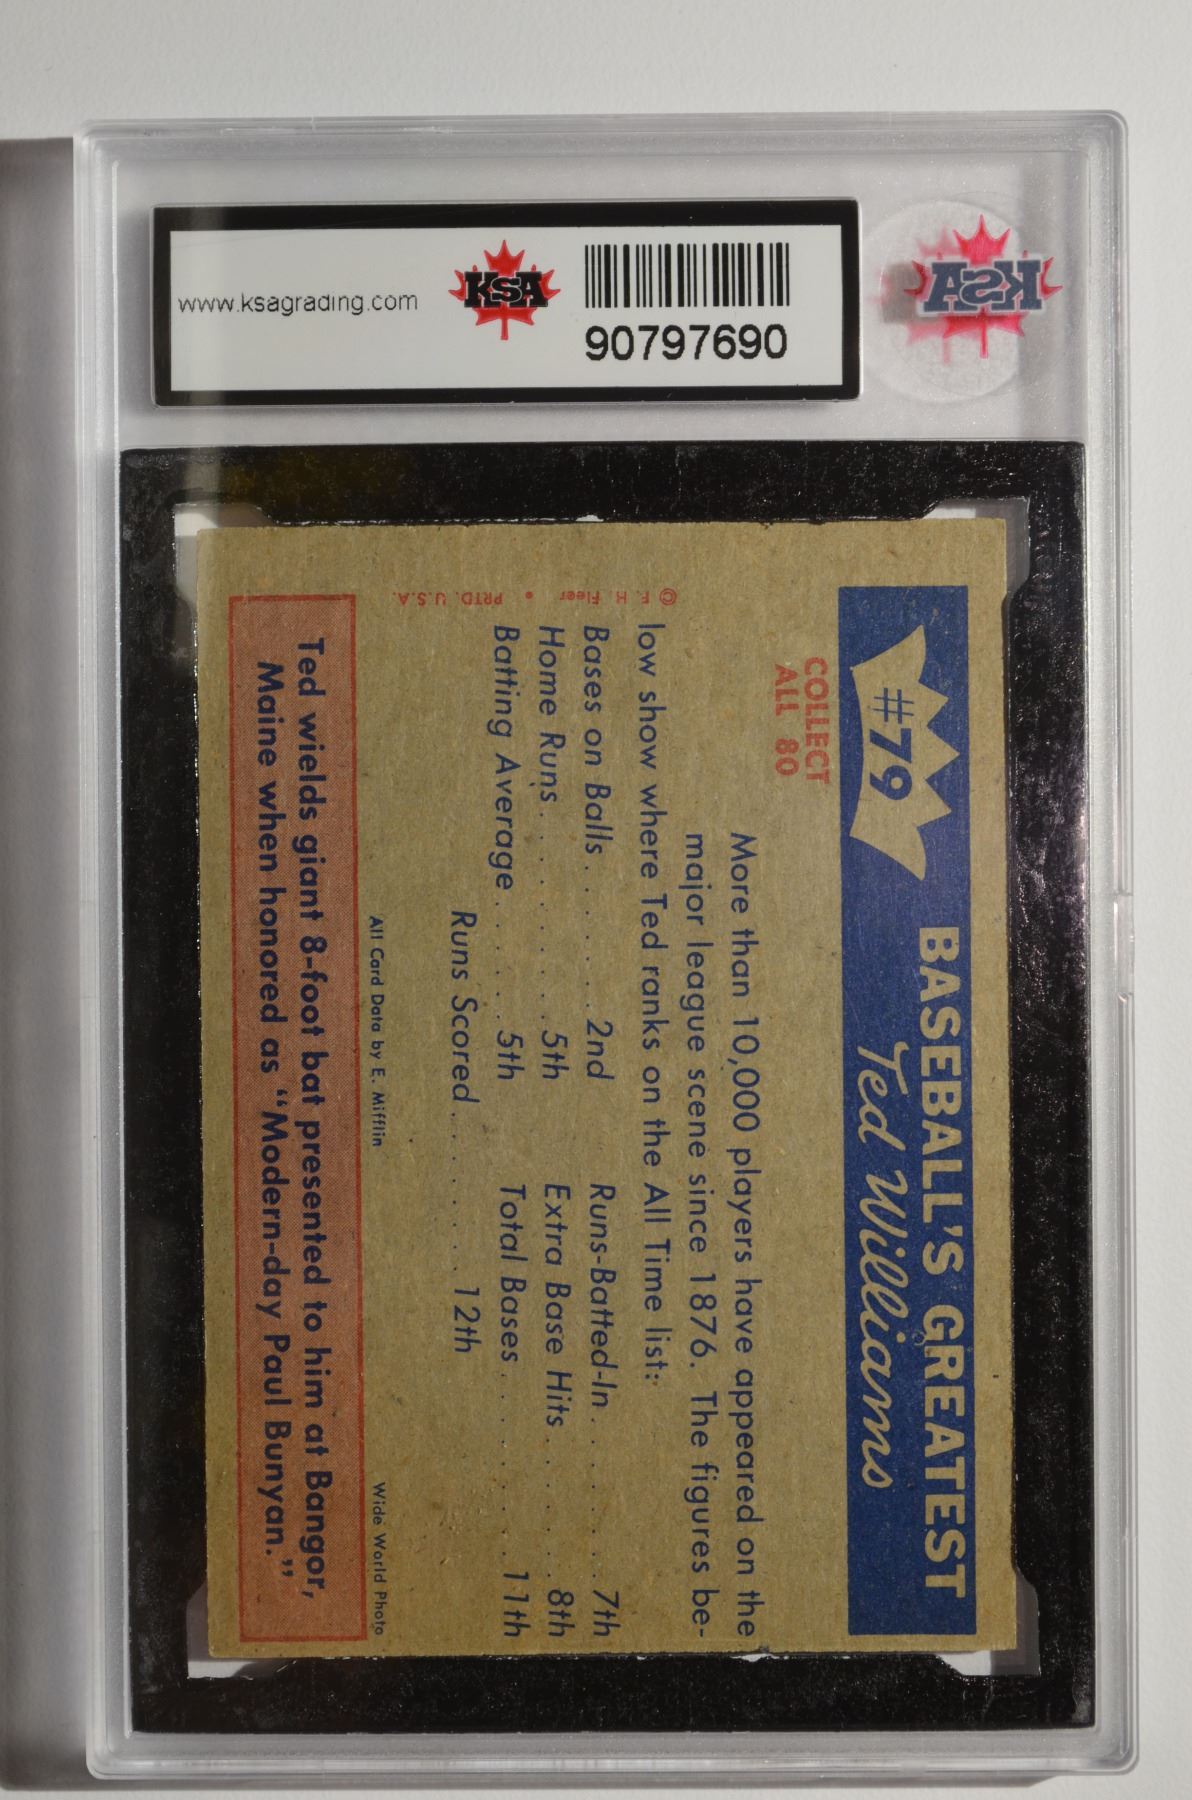 www.ksagrading.com
KSA
90797690
KSA
#79
BASEBALL'S GREATEST
Ted Williams
COLLECT
ALL 80
More than 10,000 players have appeared on the
major league scene since 1876. The figures be-
low show where Ted ranks on the All Time list:
Bases on Balls . . . . . . . 2nd Runs-Batted-In . . . . . . . 7th
Home Runs . . . . . . . . . 5th Extra Base Hits . . . . . . . 8th
Batting Average . . . . . . 5th Total Bases . . . . . . . . . 11th
Runs Scored . . . . . . . 12th
© F. H. Fleer • PRTD. U.S.A.
All Card Data by E. Mifflin
Wide World Photo
Ted wields giant 8-foot bat presented to him at Bangor,
Maine when honored as “Modern-day Paul Bunyan.”